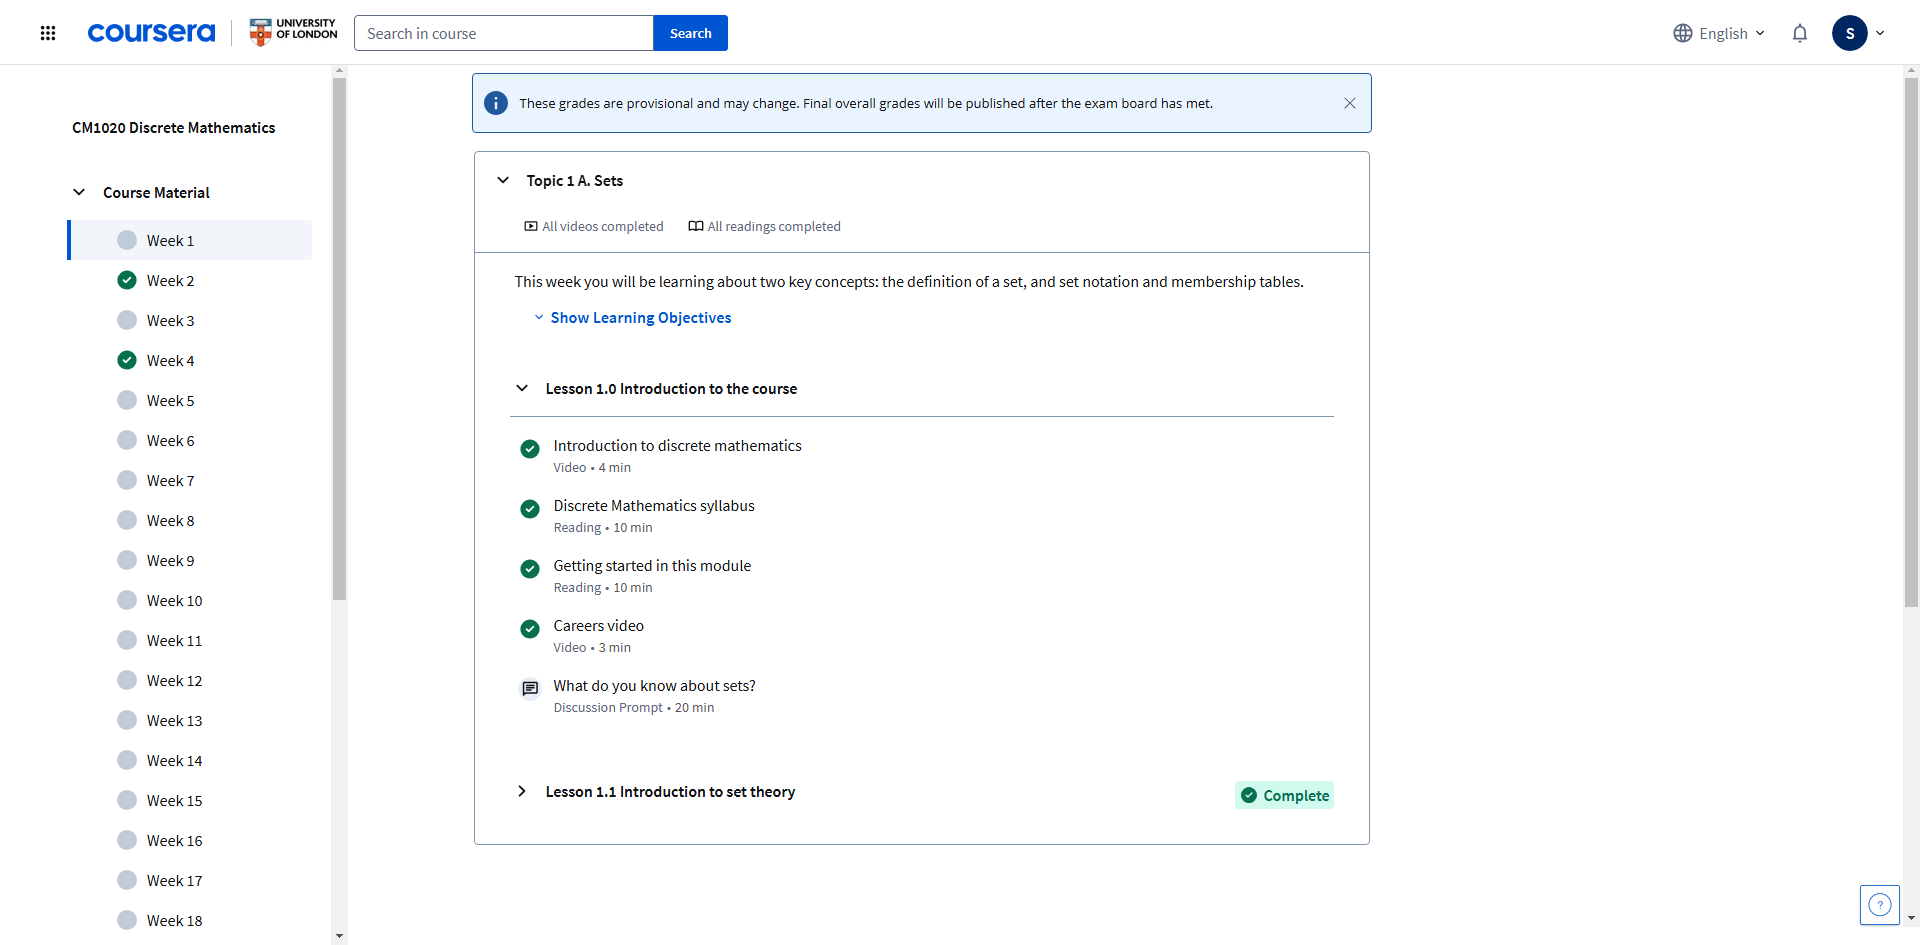 coursera
UNIVERSITY
OF LONDON
Search in course
Search
English
S
CM1020 Discrete Mathematics
Course Material
Week 1
Week 2
Week 3
Week 4
Week 5
Week 6
Week 7
Week 8
Week 9
Week 10
Week 11
Week 12
Week 13
Week 14
Week 15
Week 16
Week 17
Week 18
i
These grades are provisional and may change. Final overall grades will be published after the exam board has met.
Topic 1 A. Sets
All videos completed
All readings completed
This week you will be learning about two key concepts: the definition of a set, and set notation and membership tables.
Show Learning Objectives
Lesson 1.0 Introduction to the course
Introduction to discrete mathematics
Video • 4 min
Discrete Mathematics syllabus
Reading • 10 min
Getting started in this module
Reading • 10 min
Careers video
Video • 3 min
What do you know about sets?
Discussion Prompt • 20 min
Lesson 1.1 Introduction to set theory
Complete
?